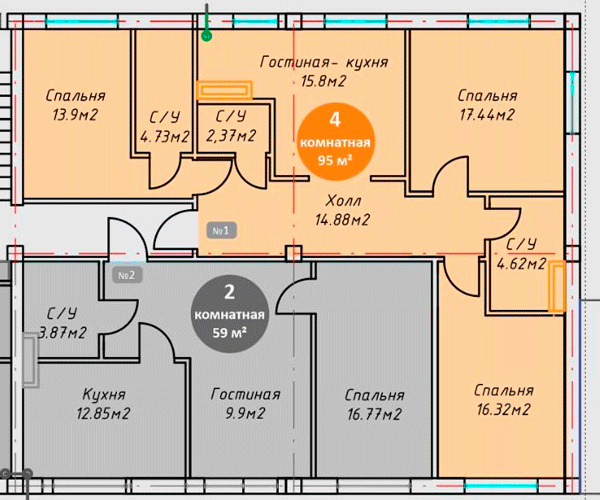 Гостиная- кухня
15.8м2
Спальня
13.9м2
С/У
4.73м2
С/У
2,37м2
4
комнатная
95 м²
Спальня
17.44м2
Холл
14.88м2
№1
С/У
4.62м2
№2
2
комнатная
59 м²
С/У
3.87м2
Кухня
12.85м2
Гостиная
9.9м2
Спальня
16.77м2
Спальня
16.32м2